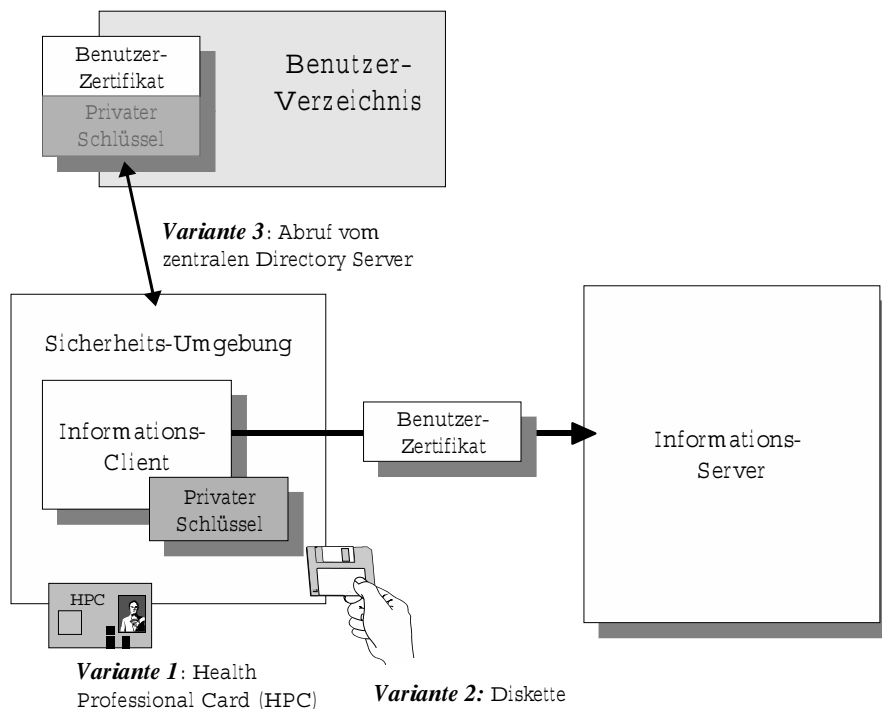 Benutzer-
Zertifikat
Privater
Schlüssel
Benutzer-
Verzeichnis
Variante 3: Abruf vom
zentralen Directory Server
Sicherheits-Umgebung
Informations-
Client
Privater
Schlüssel
Benutzer-
Zertifikat
Informations-
Server
HPC
Variante 1: Health
Professional Card (HPC)
Variante 2: Diskette